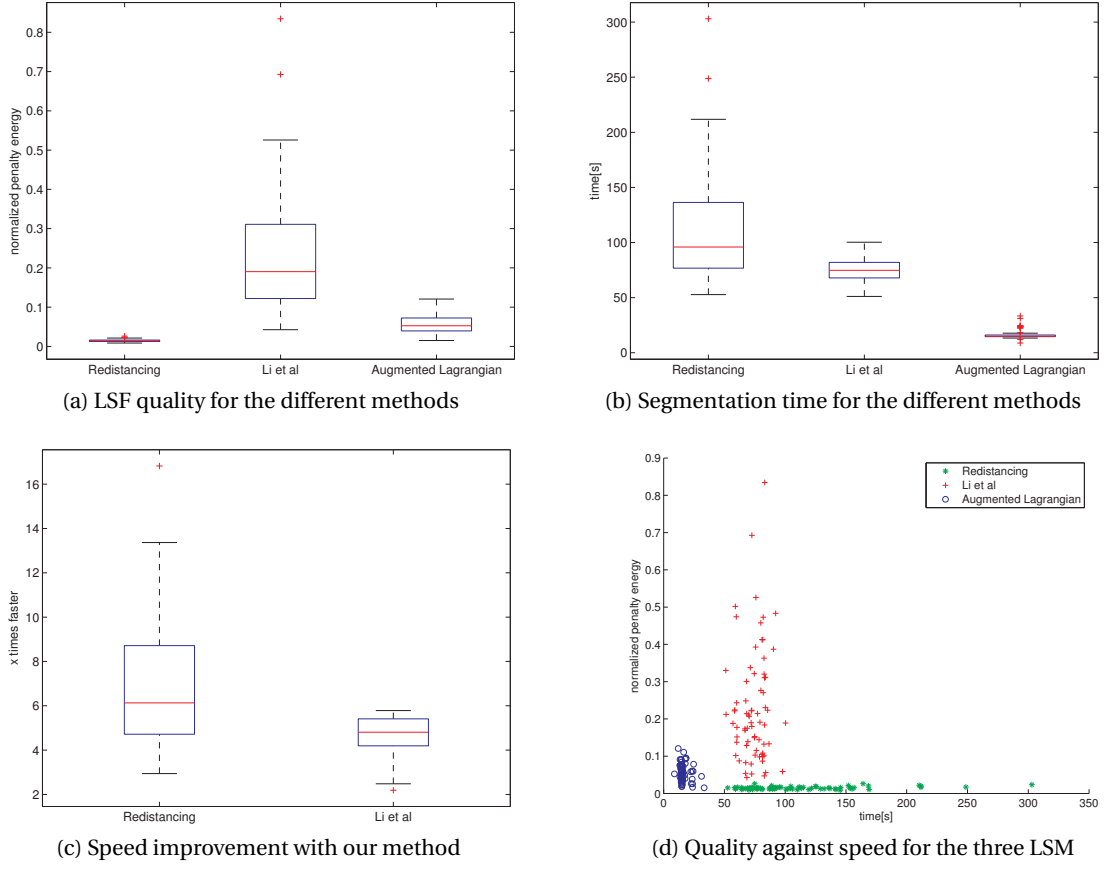 0.8
0.7
0.6
0.5
0.4
0.3
0.2
0.1
0
normalized penalty energy
Redistancing Li et al Augmented Lagrangian
(a) LSF quality for the different methods
300
250
200
150
100
50
0
time[s]
Redistancing Li et al Augmented Lagrangian
(b) Segmentation time for the different methods
16
14
12
10
8
6
4
2
x times faster
Redistancing Li et al
(c) Speed improvement with our method
0.9
0.8
0.7
0.6
0.5
0.4
0.3
0.2
0.1
0
normalized penalty energy
Redistancing
Li et al
Augmented Lagrangian
0 50 100 150 200 250 300 350
time[s]
(d) Quality against speed for the three LSM